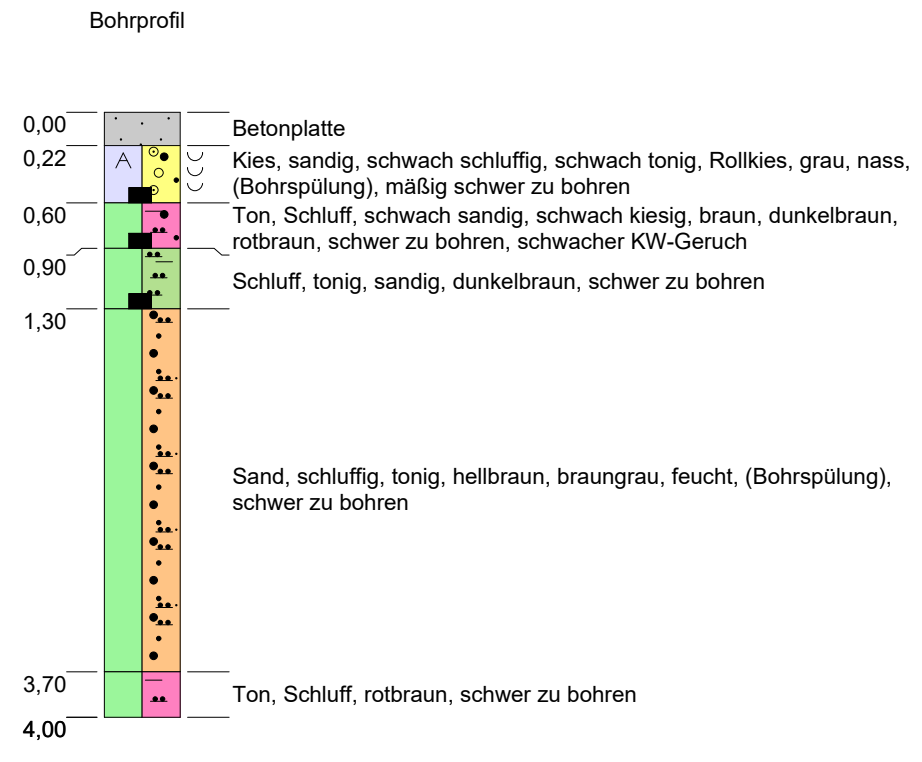 Bohrprofil
0,00
Betonplatte
0,22
Kies, sandig, schwach schluffig, schwach tonig, Rollkies, grau, nass,
(Bohrspülung), mäßig schwer zu bohren
A
0,60
Ton, Schluff, schwach sandig, schwach kiesig, braun, dunkelbraun,
rotbraun, schwer zu bohren, schwacher KW-Geruch
0,90
Schluff, tonig, sandig, dunkelbraun, schwer zu bohren
1,30
Sand, schluffig, tonig, hellbraun, braungrau, feucht, (Bohrspülung),
schwer zu bohren
3,70
Ton, Schluff, rotbraun, schwer zu bohren
4,00